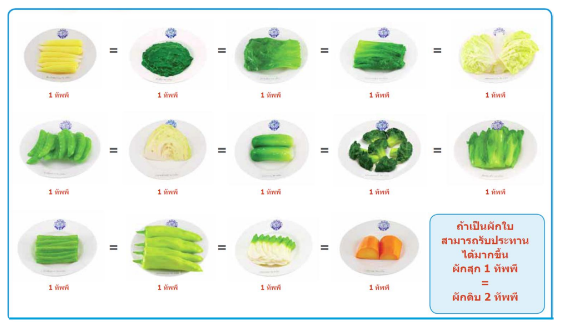 = = = =
1 ทัพพี 1 ทัพพี 1 ทัพพี 1 ทัพพี 1 ทัพพี
= = = =
1 ทัพพี 1 ทัพพี 1 ทัพพี 1 ทัพพี 1 ทัพพี
= = =
1 ทัพพี 1 ทัพพี 1 ทัพพี 1 ทัพพี
ถ้าเป็นผักใบ
สามารถรับประทาน
ได้มากขึ้น
ผักสุก 1 ทัพพี
=
ผักดิบ 2 ทัพพี